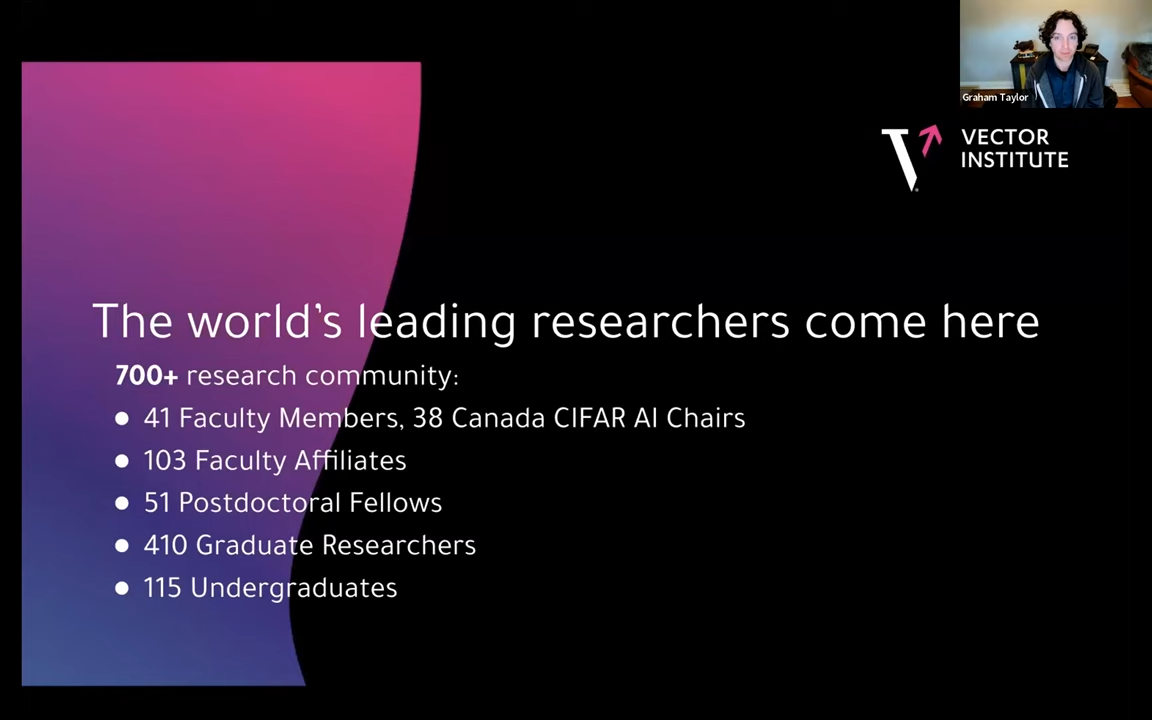 Graham Taylor
VECTOR
INSTITUTE
The world's leading researchers come here
700+ research community:
● 41 Faculty Members, 38 Canada CIFAR AI Chairs
● 103 Faculty Affiliates
● 51 Postdoctoral Fellows
● 410 Graduate Researchers
● 115 Undergraduates